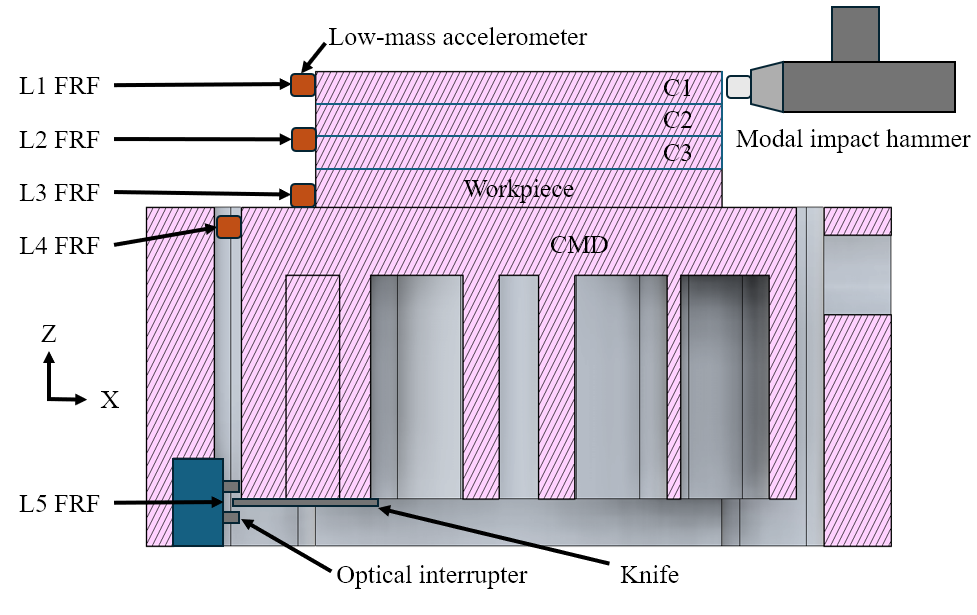 Low-mass accelerometer
L1 FRF
C1
C2
L2 FRF
Modal impact hammer
C3
L3 FRF
Workpiece
L4 FRF
CMD
Z
X
L5 FRF
Optical interrupter
Knife